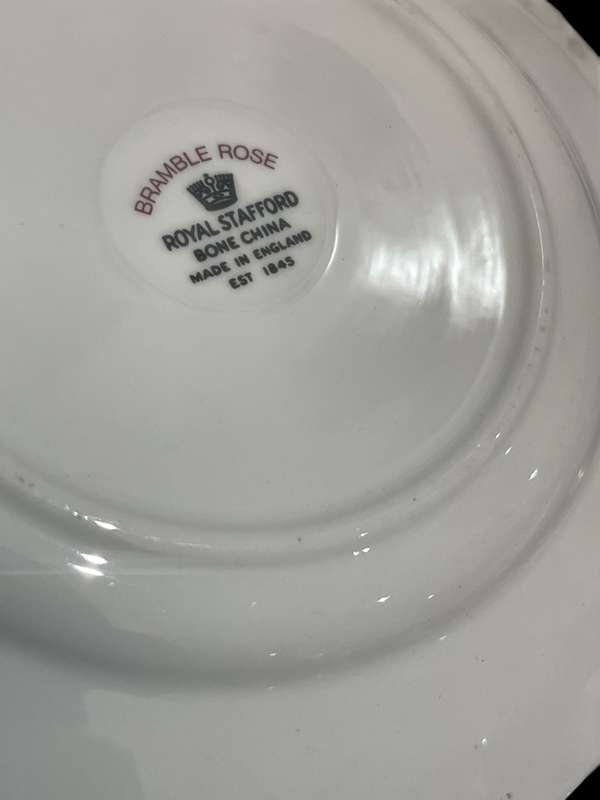 BRAMBLE ROSE
ROYAL STAFFORD
BONE CHINA
MADE IN ENGLAND
EST 1845